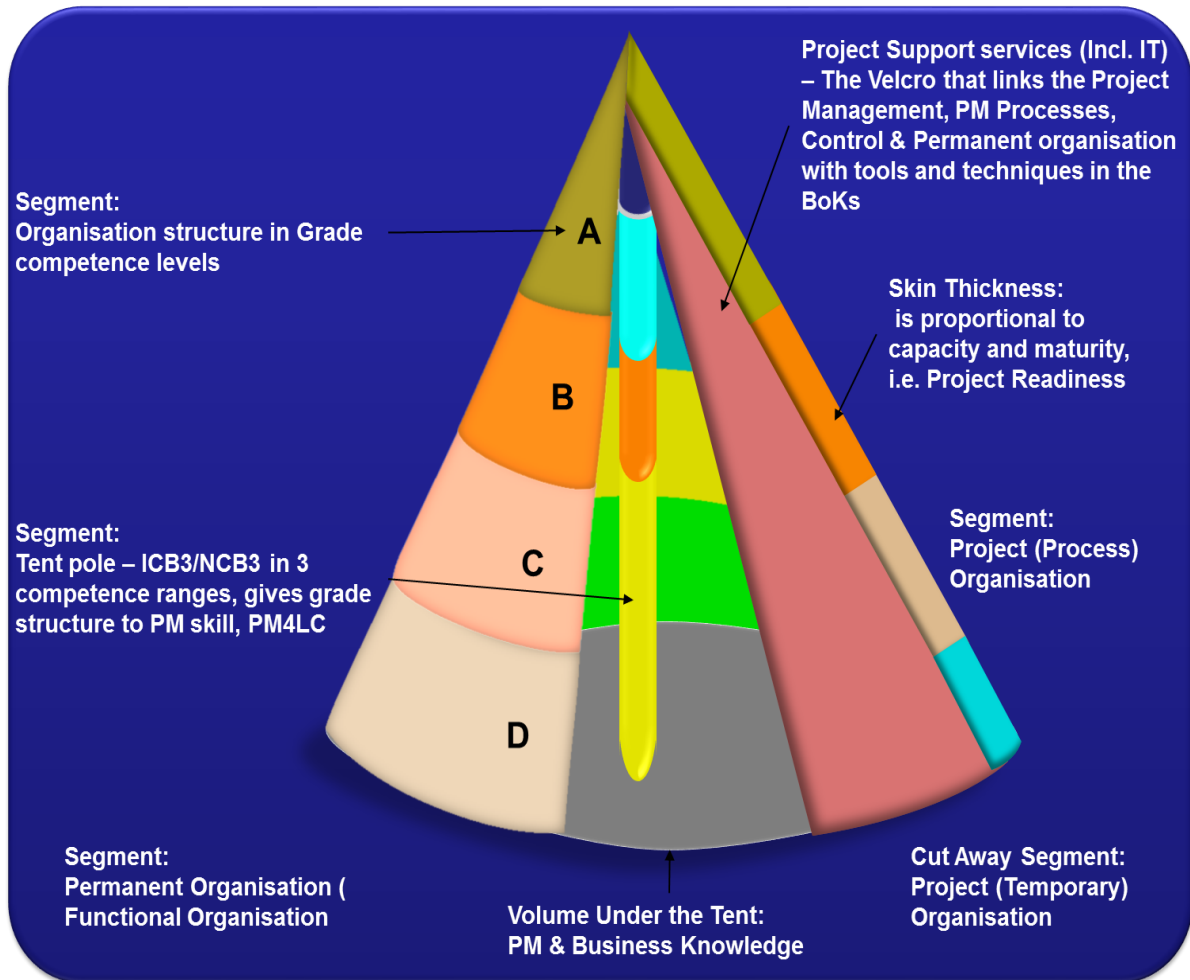 Project Support services (Incl. IT)
– The Velcro that links the Project
Management, PM Processes,
Control & Permanent organisation
with tools and techniques in the
BoKs
Segment:
Organisation structure in Grade
competence levels
A
Skin Thickness:
is proportional to
capacity and maturity,
i.e. Project Readiness
B
Segment:
Tent pole – ICB3/NCB3 in 3
competence ranges, gives grade
structure to PM skill, PM4LC
C
Segment:
Project (Process)
Organisation
D
Segment:
Permanent Organisation (
Functional Organisation
Volume Under the Tent:
PM & Business Knowledge
Cut Away Segment:
Project (Temporary)
Organisation